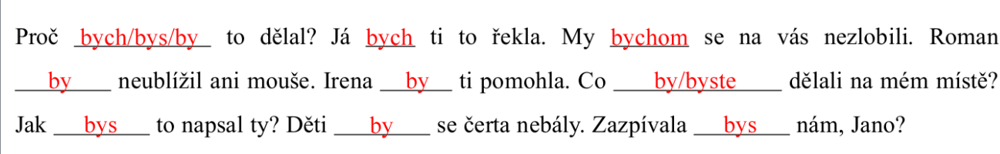 Proč bych/bys/by to dělal? Já bych ti to řekla. My bychom se na vás nezlobili. Roman
by neublížil ani mouše. Irena by ti pomohla. Co by/byste dělali na mém místě?
Jak bys to napsal ty? Děti by se čerta nebály. Zazpívala bys nám, Jano?